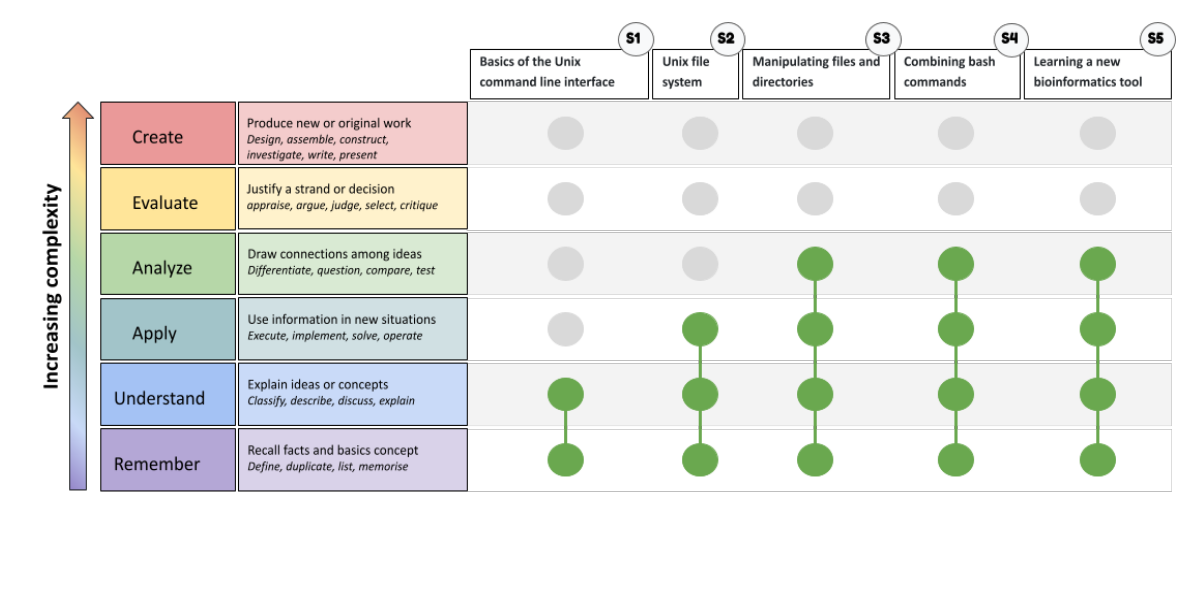 S1
S2
S3
S4
S5
Basics of the Unix
command line interface
Unix file
system
Manipulating files and
directories
Combining bash
commands
Learning a new
bioinformatics tool
Increasing complexity
Create
Produce new or original work
Design, assemble, construct,
investigate, write, present
Evaluate
Justify a strand or decision
appraise, argue, judge, select, critique
Analyze
Draw connections among ideas
Differentiate, question, compare, test
Apply
Use information in new situations
Execute, implement, solve, operate
Understand
Explain ideas or concepts
Classify, describe, discuss, explain
Remember
Recall facts and basics concept
Define, duplicate, list, memorise